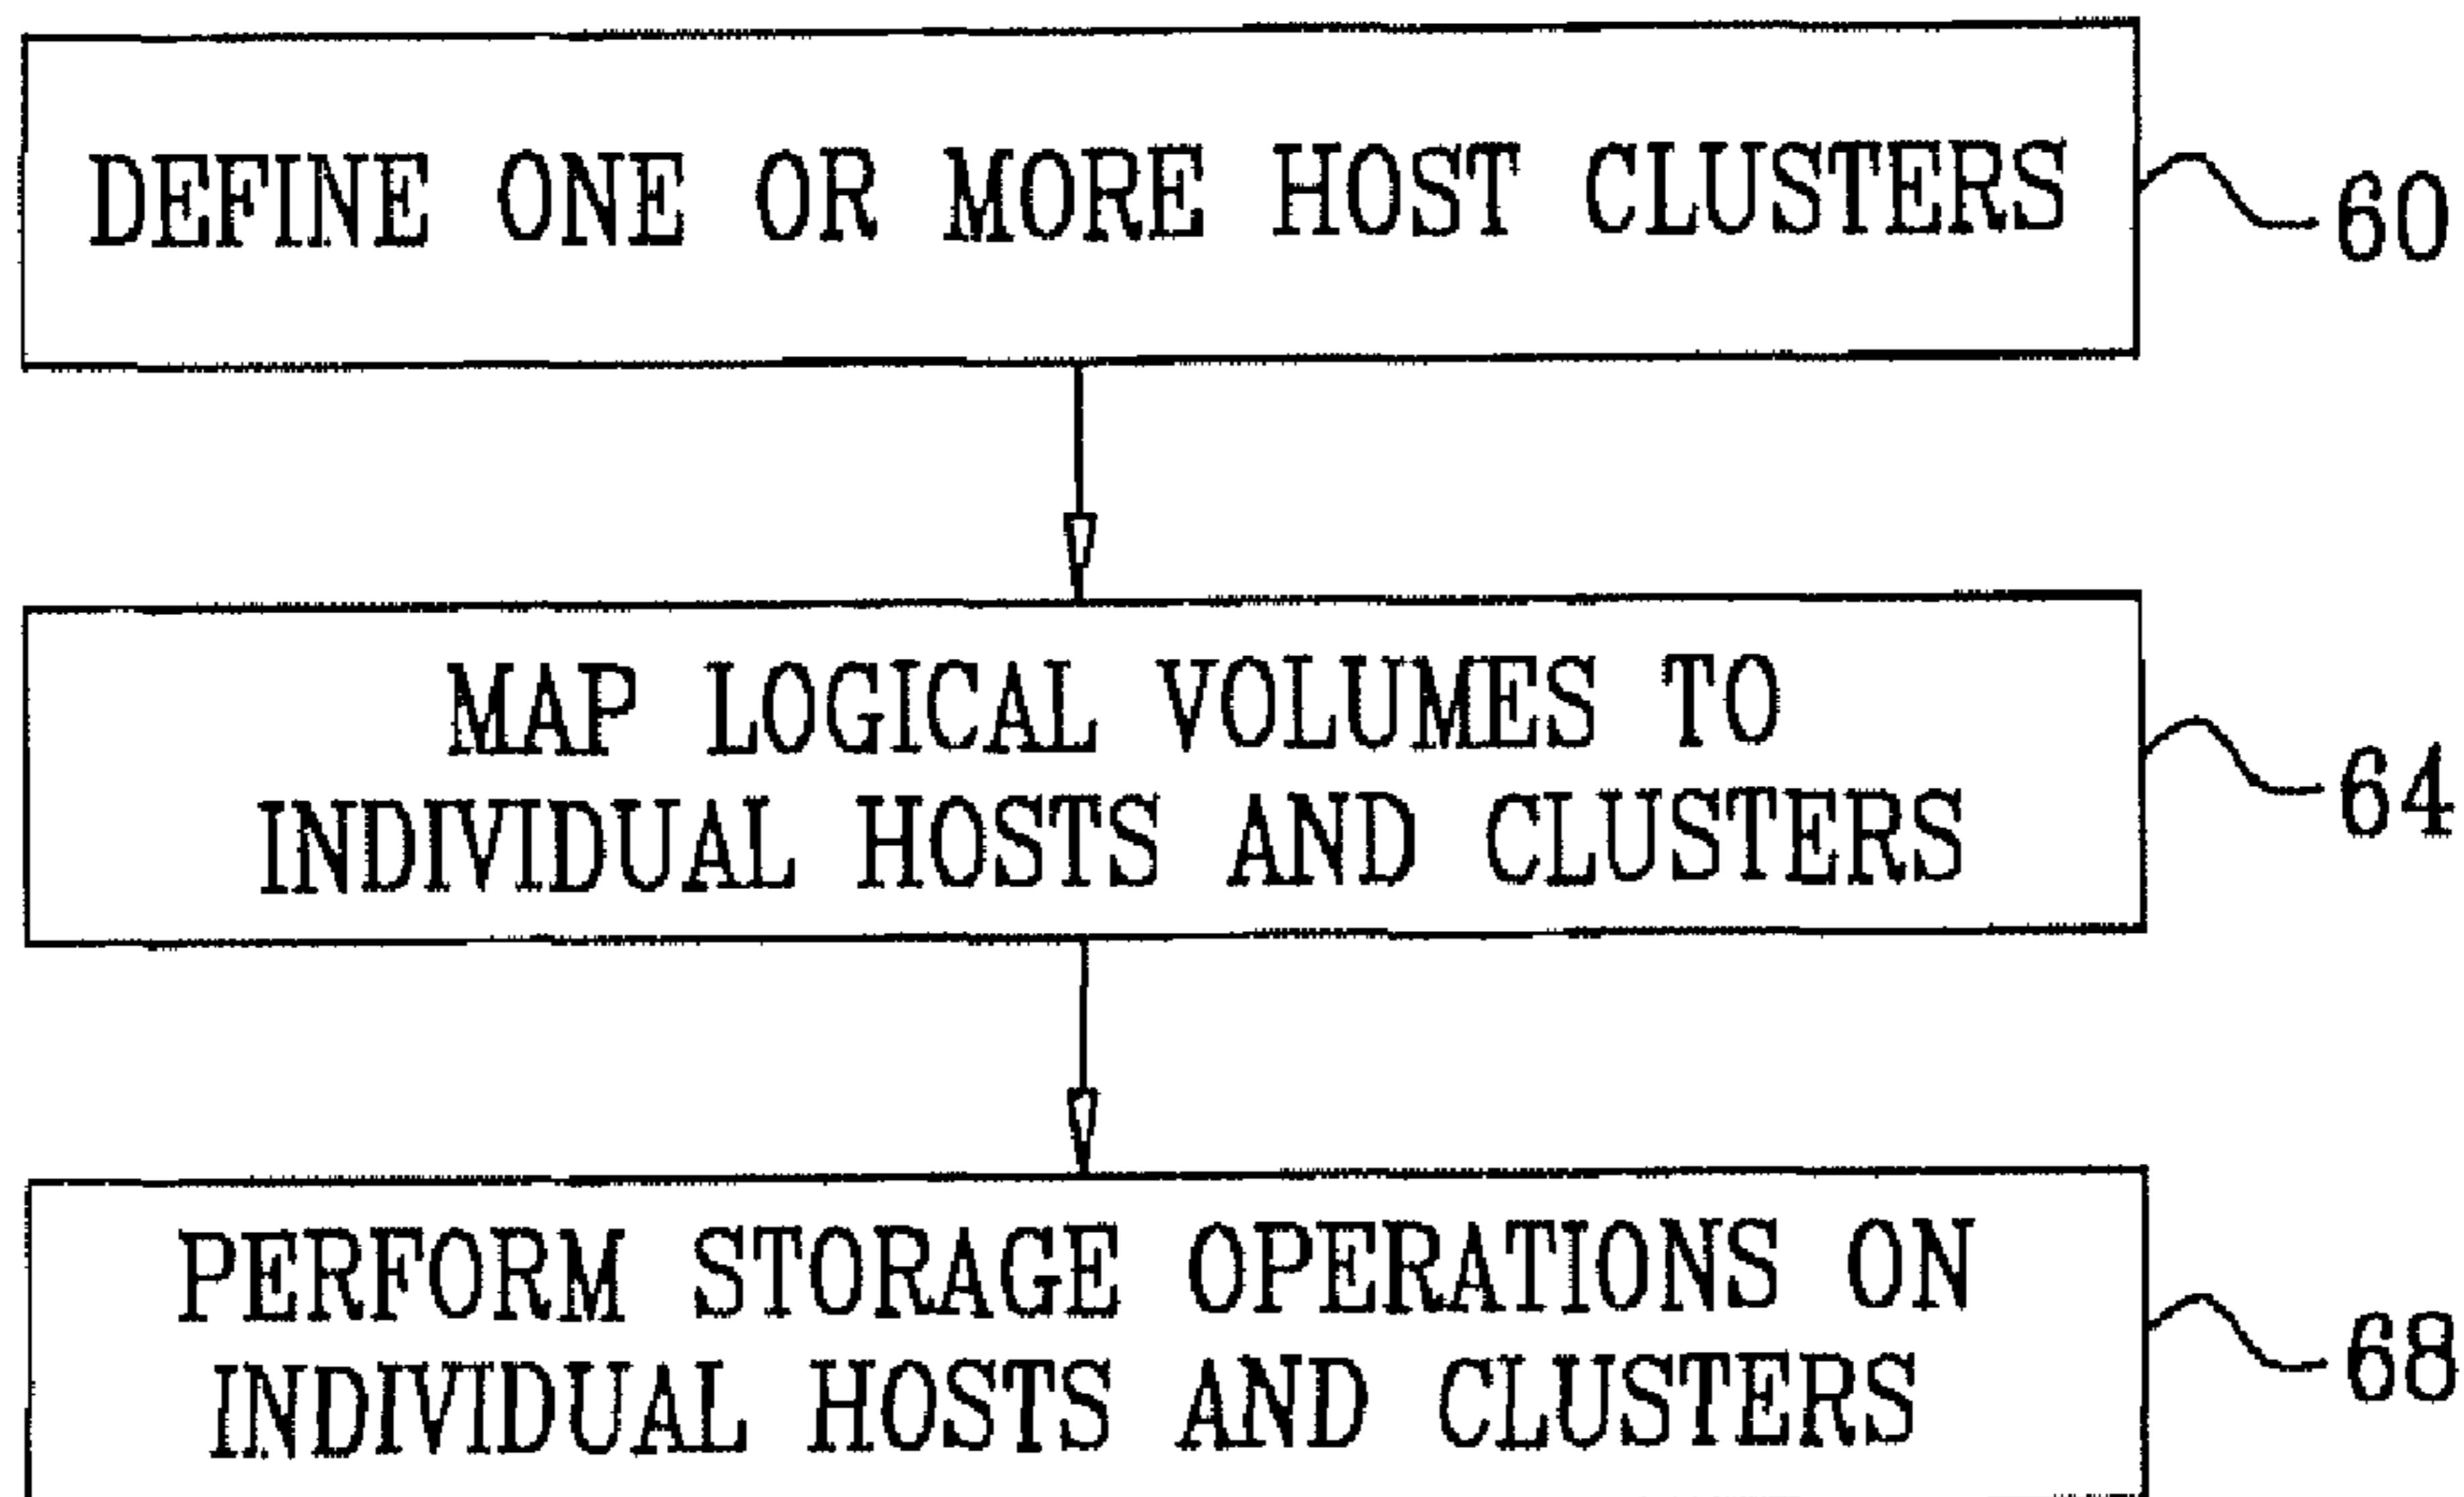 DEFINE ONE OR MORE HOST CLUSTERS
60
MAP LOGICAL VOLUMES TO
INDIVIDUAL HOSTS AND CLUSTERS
64
PERFORM STORAGE OPERATIONS ON
INDIVIDUAL HOSTS AND CLUSTERS
68